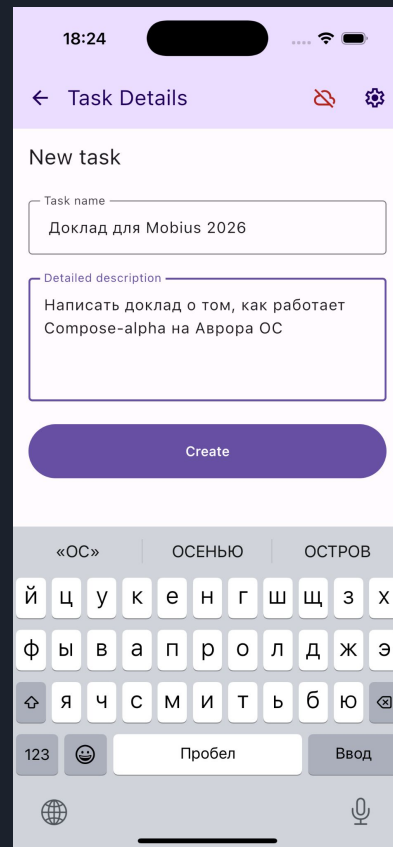 18:24
Task Details
New task
Task name
Доклад для Mobius 2026
Detailed description
Написать доклад о том, как работает
Compose-alpha на Аврора ОС
Create
«ОС» ОСЕНЬЮ ОСТРОВ
й ц у к е н г ш щ з х
ф ы в а п р о л д ж э
я ч с м и т ь б ю
123 Пробел Ввод